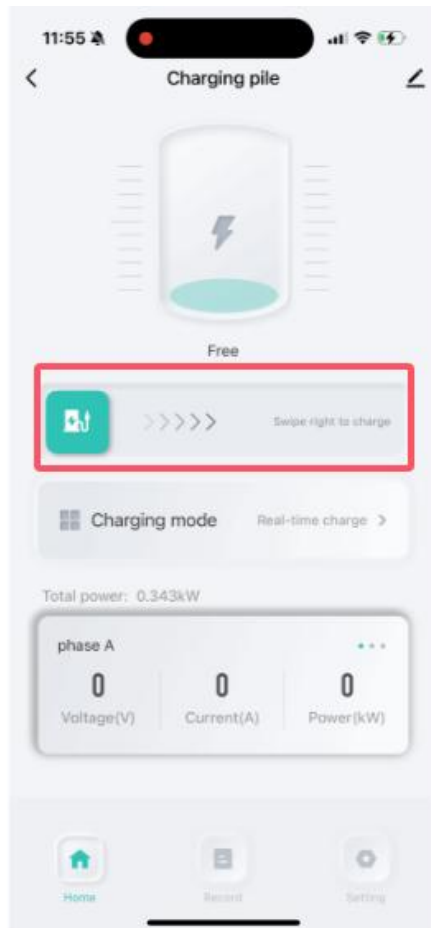 11:55
Charging pile
Free
>>>>> Swipe right to charge
Charging mode Real-time charge >
Total power: 0.343kW
phase A
0 0 0
Voltage(V) Current(A) Power(kW)
Home Record Setting